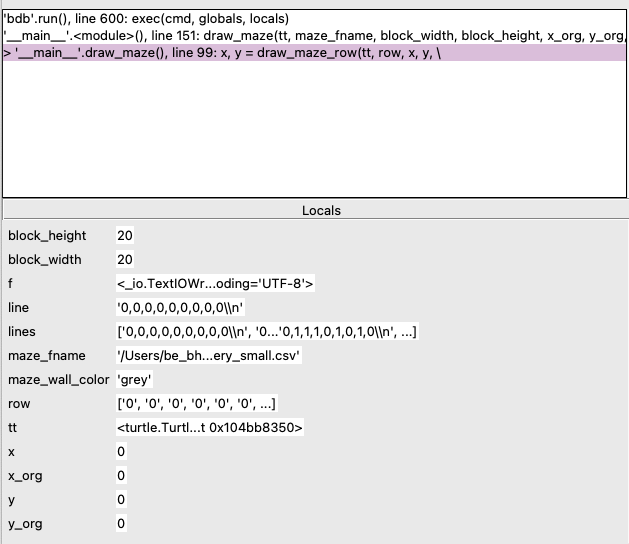 'bdb'.run(), line 600: exec(cmd, globals, locals)
'__main__'.<module>(), line 151: draw_maze(tt, maze_fname, block_width, block_height, x_org, y_org,
> '__main__'.draw_maze(), line 99: x, y = draw_maze_row(tt, row, x, y, \
Locals
block_height 20
block_width 20
f <_io.TextIOWr...oding='UTF-8'>
line '0,0,0,0,0,0,0,0,0\\n'
lines ['0,0,0,0,0,0,0,0,0\\n', '0...'0,1,1,1,0,1,0,1,0\\n', ...]
maze_fname '/Users/be_bh...ery_small.csv'
maze_wall_color 'grey'
row ['0', '0', '0', '0', '0', '0', ...]
tt <turtle.Turtl...t 0x104bb8350>
x 0
x_org 0
y 0
y_org 0